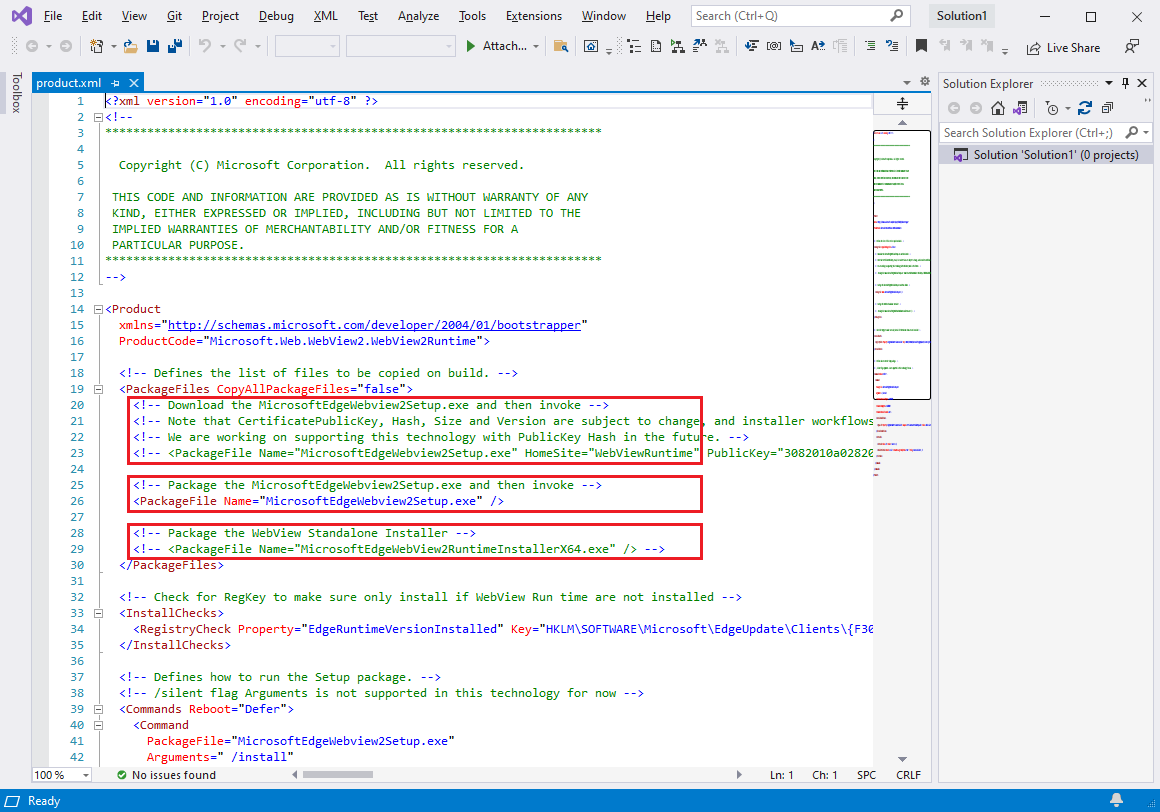 File Edit View Git Project Debug XML Test Analyze Tools Extensions Window Help Search (Ctrl+Q) Solution1
Attach... Live Share
Toolbox
product.xml
Solution Explorer
Search Solution Explorer (Ctrl+;)
Solution 'Solution1' (0 projects)
1 <?xml version="1.0" encoding="utf-8" ?>
2 <!--
3 ***********************************************************************
4
5 Copyright (C) Microsoft Corporation. All rights reserved.
6
7 THIS CODE AND INFORMATION ARE PROVIDED AS IS WITHOUT WARRANTY OF ANY
8 KIND, EITHER EXPRESSED OR IMPLIED, INCLUDING BUT NOT LIMITED TO THE
9 IMPLIED WARRANTIES OF MERCHANTABILITY AND/OR FITNESS FOR A
10 PARTICULAR PURPOSE.
11 ***********************************************************************
12 -->
13
14 <Product
15 xmlns="http://schemas.microsoft.com/developer/2004/01/bootstrapper"
16 ProductCode="Microsoft.Web.WebView2.WebView2Runtime">
17
18 <!-- Defines the list of files to be copied on build. -->
19 <PackageFiles CopyAllPackageFiles="false">
20 <!-- Download the MicrosoftEdgeWebview2Setup.exe and then invoke -->
21 <!-- Note that CertificatePublicKey, Hash, Size and Version are subject to change, and installer workflows
22 <!-- We are working on supporting this technology with PublicKey Hash in the future. -->
23 <!-- <PackageFile Name="MicrosoftEdgeWebview2Setup.exe" HomeSite="WebViewRuntime" PublicKey="3082010a02820
24
25 <!-- Package the MicrosoftEdgeWebview2Setup.exe and then invoke -->
26 <PackageFile Name="MicrosoftEdgeWebview2Setup.exe" />
27
28 <!-- Package the WebView Standalone Installer -->
29 <!-- <PackageFile Name="MicrosoftEdgeWebView2RuntimeInstallerX64.exe" /> -->
30 </PackageFiles>
31
32 <!-- Check for RegKey to make sure only install if WebView Run time are not installed -->
33 <InstallChecks>
34 <RegistryCheck Property="EdgeRuntimeVersionInstalled" Key="HKLM\SOFTWARE\Microsoft\EdgeUpdate\Clients\{F30
35 </InstallChecks>
36
37 <!-- Defines how to run the Setup package. -->
38 <!-- /silent flag Arguments is not supported in this technology for now -->
39 <Commands Reboot="Defer">
40 <Command
41 PackageFile="MicrosoftEdgeWebview2Setup.exe"
42 Arguments=" /install"
100 % No issues found Ln: 1 Ch: 1 SPC CRLF
Ready